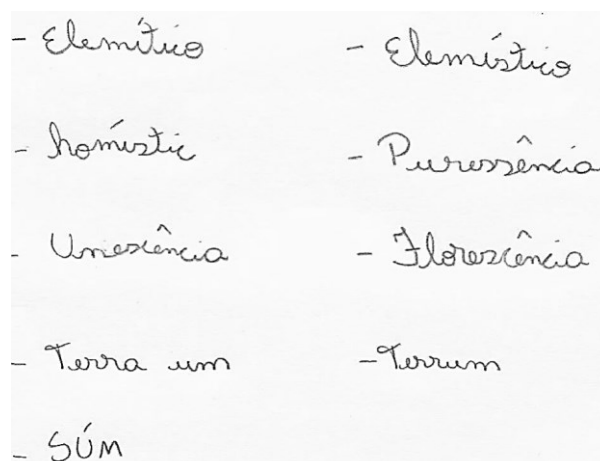 - Elemítico - Elemístico
- homístic - Puressência
- Unescência - Florescência
- Terra um - Terrum
- SÚM